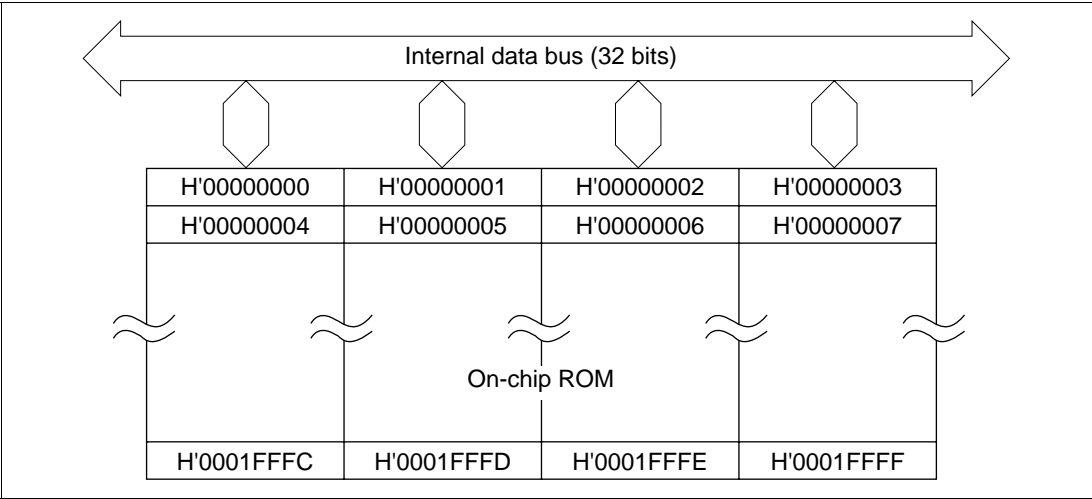 Internal data bus (32 bits)
H'00000000 H'00000001 H'00000002 H'00000003
H'00000004 H'00000005 H'00000006 H'00000007
On-chip ROM
H'0001FFFC H'0001FFFD H'0001FFFE H'0001FFFF